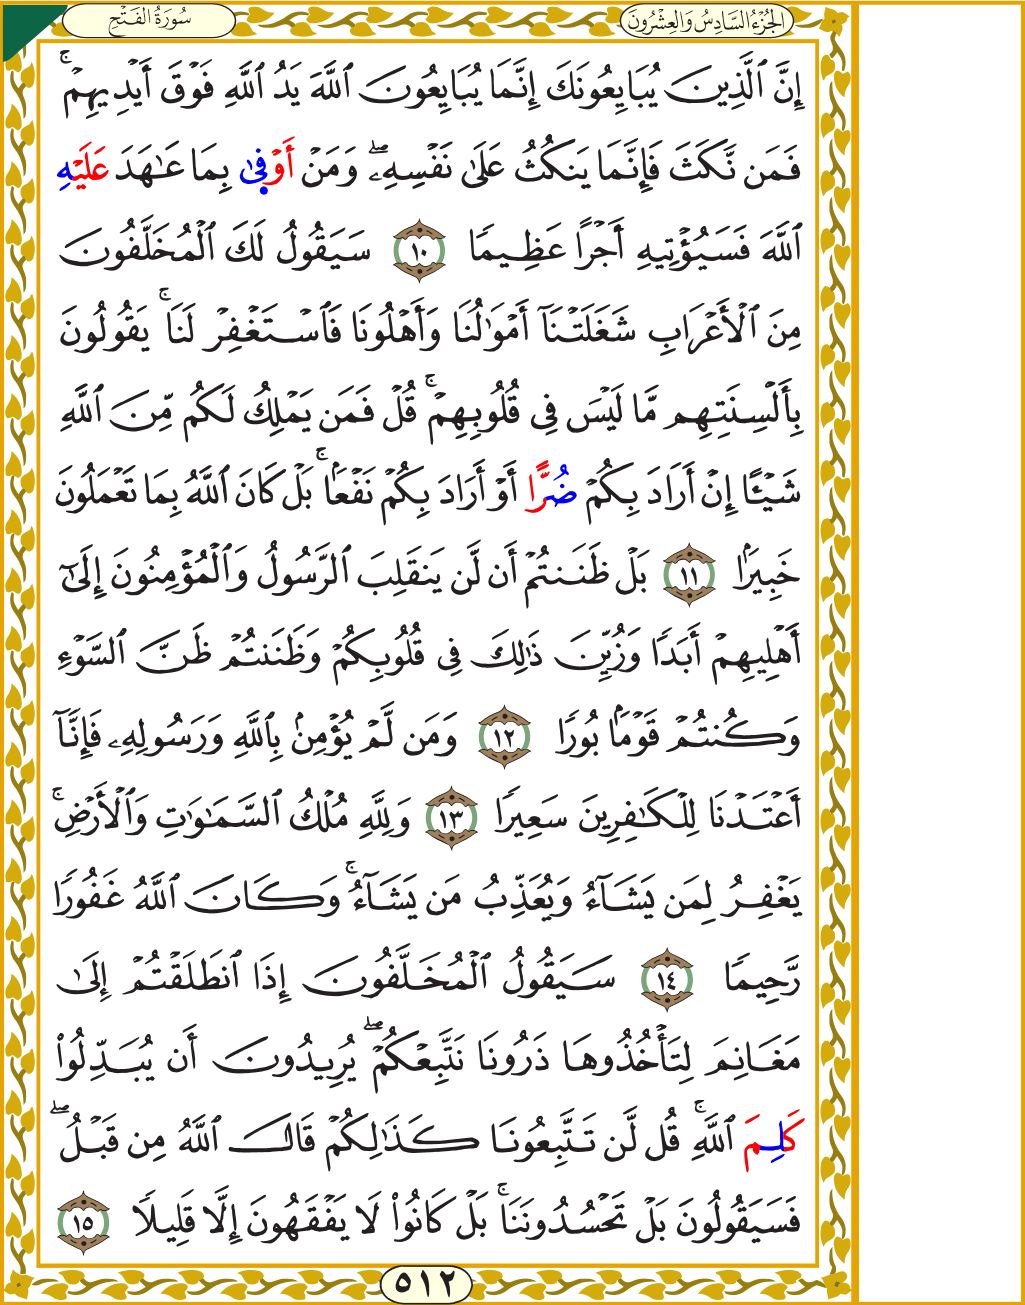 سُورَةُ الفَتْحِ
الجُزْءُ السَّادِسُ وَالعِشْرُونَ
إِنَّ ٱلَّذِينَ يُبَايِعُونَكَ إِنَّمَا يُبَايِعُونَ ٱللَّهَ يَدُ ٱللَّهِ فَوْقَ أَيْدِيهِمْۚ
فَمَن نَّكَثَ فَإِنَّمَا يَنكُثُ عَلَىٰ نَفْسِهِۦۖ وَمَنْ أَوْفِىٰ بِمَا عَـٰهَدَ عَلَيْهِ
ٱللَّهَ فَسَيُؤْتِيهِ أَجْرًا عَظِيمًا ١٠ سَيَقُولُ لَكَ ٱلْمُخَلَّفُونَ
مِنَ ٱلْأَعْرَابِ شَغَلَتْنَآ أَمْوَٰلُنَا وَأَهْلُونَا فَٱسْتَغْفِرْ لَنَاۚ يَقُولُونَ
بِأَلْسِنَتِهِم مَّا لَيْسَ فِى قُلُوبِهِمْۚ قُلْ فَمَن يَمْلِكُ لَكُم مِّنَ ٱللَّهِ
شَيْـًٔا إِنْ أَرَادَ بِكُمْ ضُرًّا أَوْ أَرَادَ بِكُمْ نَفْعَۢاۚ بَلْ كَانَ ٱللَّهُ بِمَا تَعْمَلُونَ
خَبِيرَۢا ١١ بَلْ ظَنَنتُمْ أَن لَّن يَنقَلِبَ ٱلرَّسُولُ وَٱلْمُؤْمِنُونَ إِلَىٰٓ
أَهْلِيهِمْ أَبَدًا وَزُيِّنَ ذَٰلِكَ فِى قُلُوبِكُمْ وَظَنَنتُمْ ظَنَّ ٱلسَّوْءِ
وَكُنتُمْ قَوْمَۢا بُورًا ١٢ وَمَن لَّمْ يُؤْمِنۢ بِٱللَّهِ وَرَسُولِهِۦ فَإِنَّآ
أَعْتَدْنَا لِلْكَـٰفِرِينَ سَعِيرًا ١٣ وَلِلَّهِ مُلْكُ ٱلسَّمَـٰوَٰتِ وَٱلْأَرْضِۚ
يَغْفِرُ لِمَن يَشَآءُ وَيُعَذِّبُ مَن يَشَآءُۚ وَكَانَ ٱللَّهُ غَفُورًا
رَّحِيمًا ١٤ سَيَقُولُ ٱلْمُخَلَّفُونَ إِذَا ٱنطَلَقْتُمْ إِلَىٰ
مَغَانِمَ لِتَأْخُذُوهَا ذَرُونَا نَتَّبِعْكُمْۖ يُرِيدُونَ أَن يُبَدِّلُوا۟
كَلِمَ ٱللَّهِۚ قُل لَّن تَتَّبِعُونَا كَذَٰلِكُمْ قَالَ ٱللَّهُ مِن قَبْلُۖ
فَسَيَقُولُونَ بَلْ تَحْسُدُونَنَاۚ بَلْ كَانُوا۟ لَا يَفْقَهُونَ إِلَّا قَلِيلًا ١٥
٥١٢